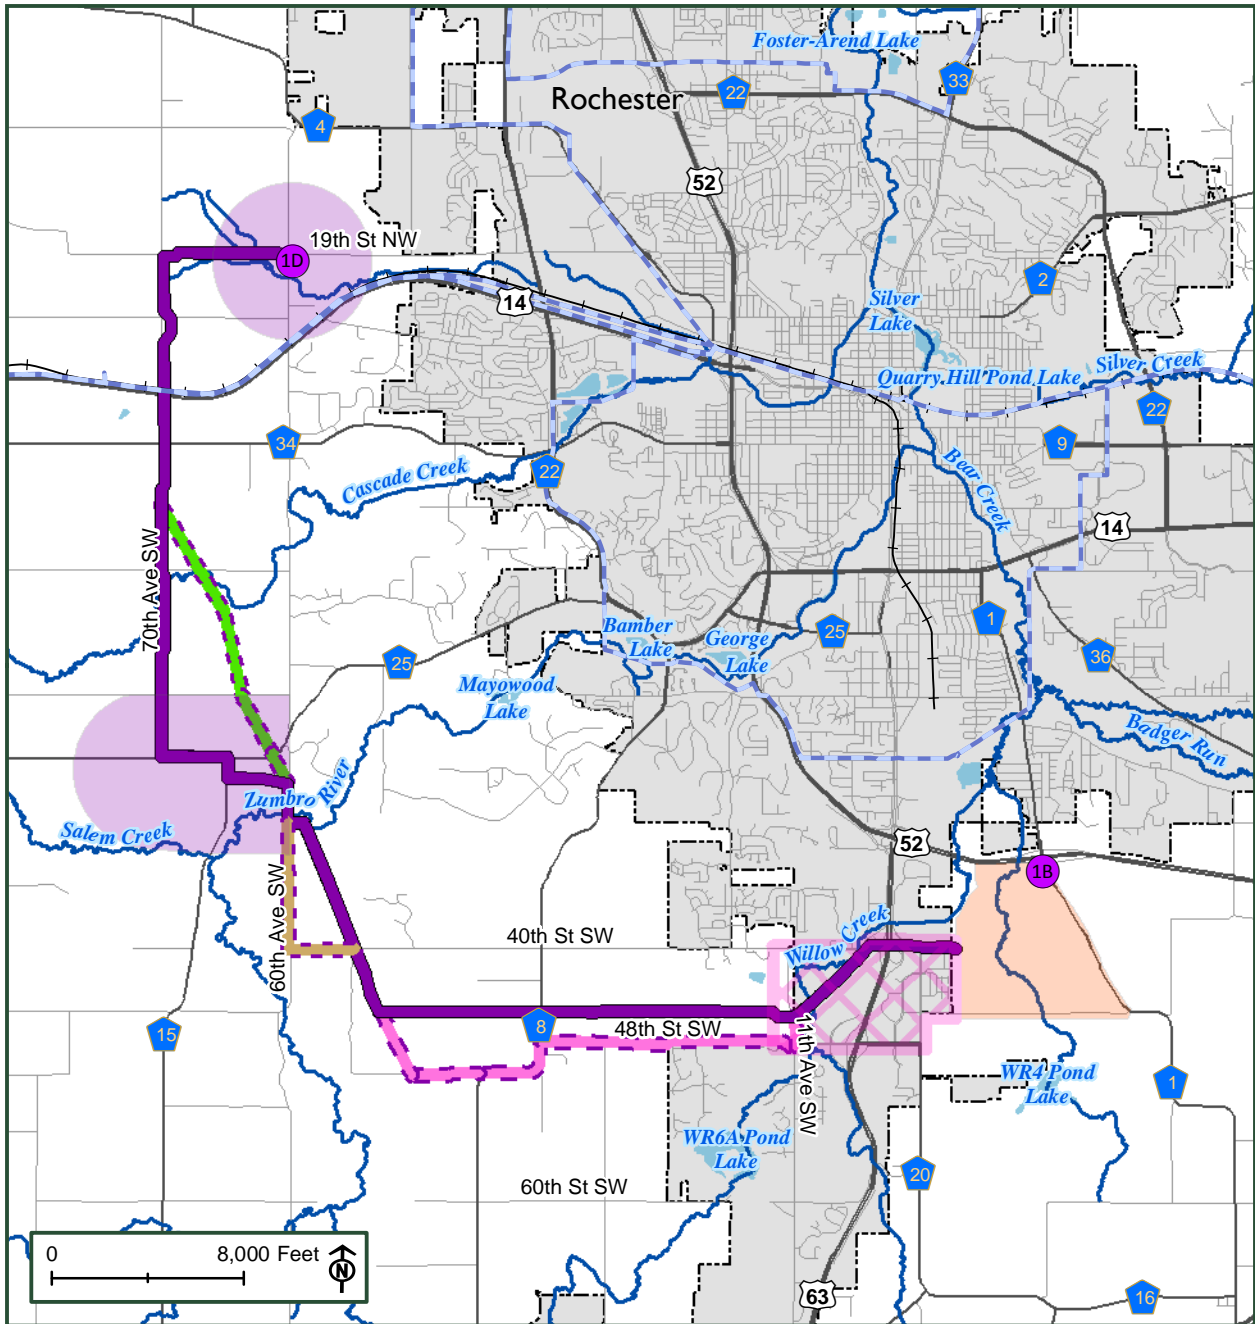 Foster-Arend Lake
33
22
Rochester
4
52
19th St NW
1D
2
14
Silver
Lake
Silver Creek
Quarry Hill Pond Lake
22
34
9
Cascade Creek
22
Bear Creek
14
70th Ave SW
1
Bamber
Lake
George
Lake
25
25
36
Mayowood
Lake
Badger Run
Zumbro River
Salem Creek
52
1B
60th Ave SW
40th St SW
Willow Creek
15
8
48th St SW
11th Ave SW
WR4 Pond
Lake
1
WR6A Pond
Lake
20
60th St SW
0 8,000 Feet
N
63
16